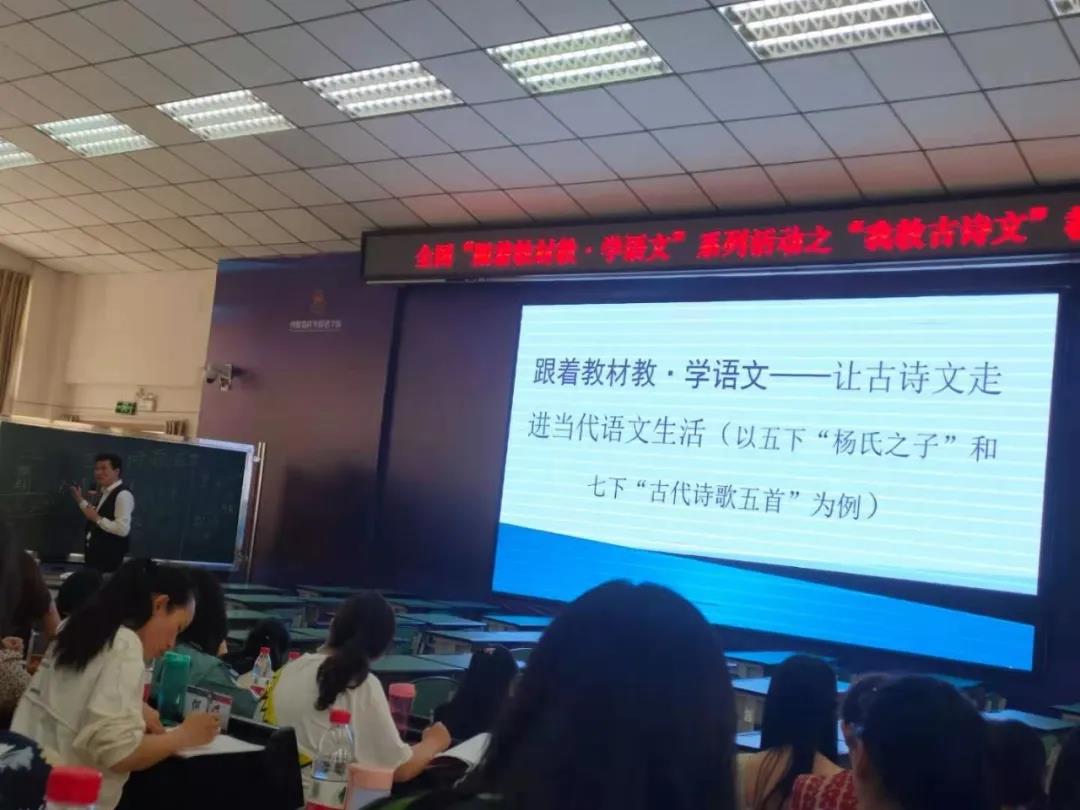 全国“跟着教材教·学语文”系列活动之“我教古诗文”
跟着教材教·学语文——让古诗文走
进当代语文生活（以五下“杨氏之子”和
七下“古代诗歌五首”为例）